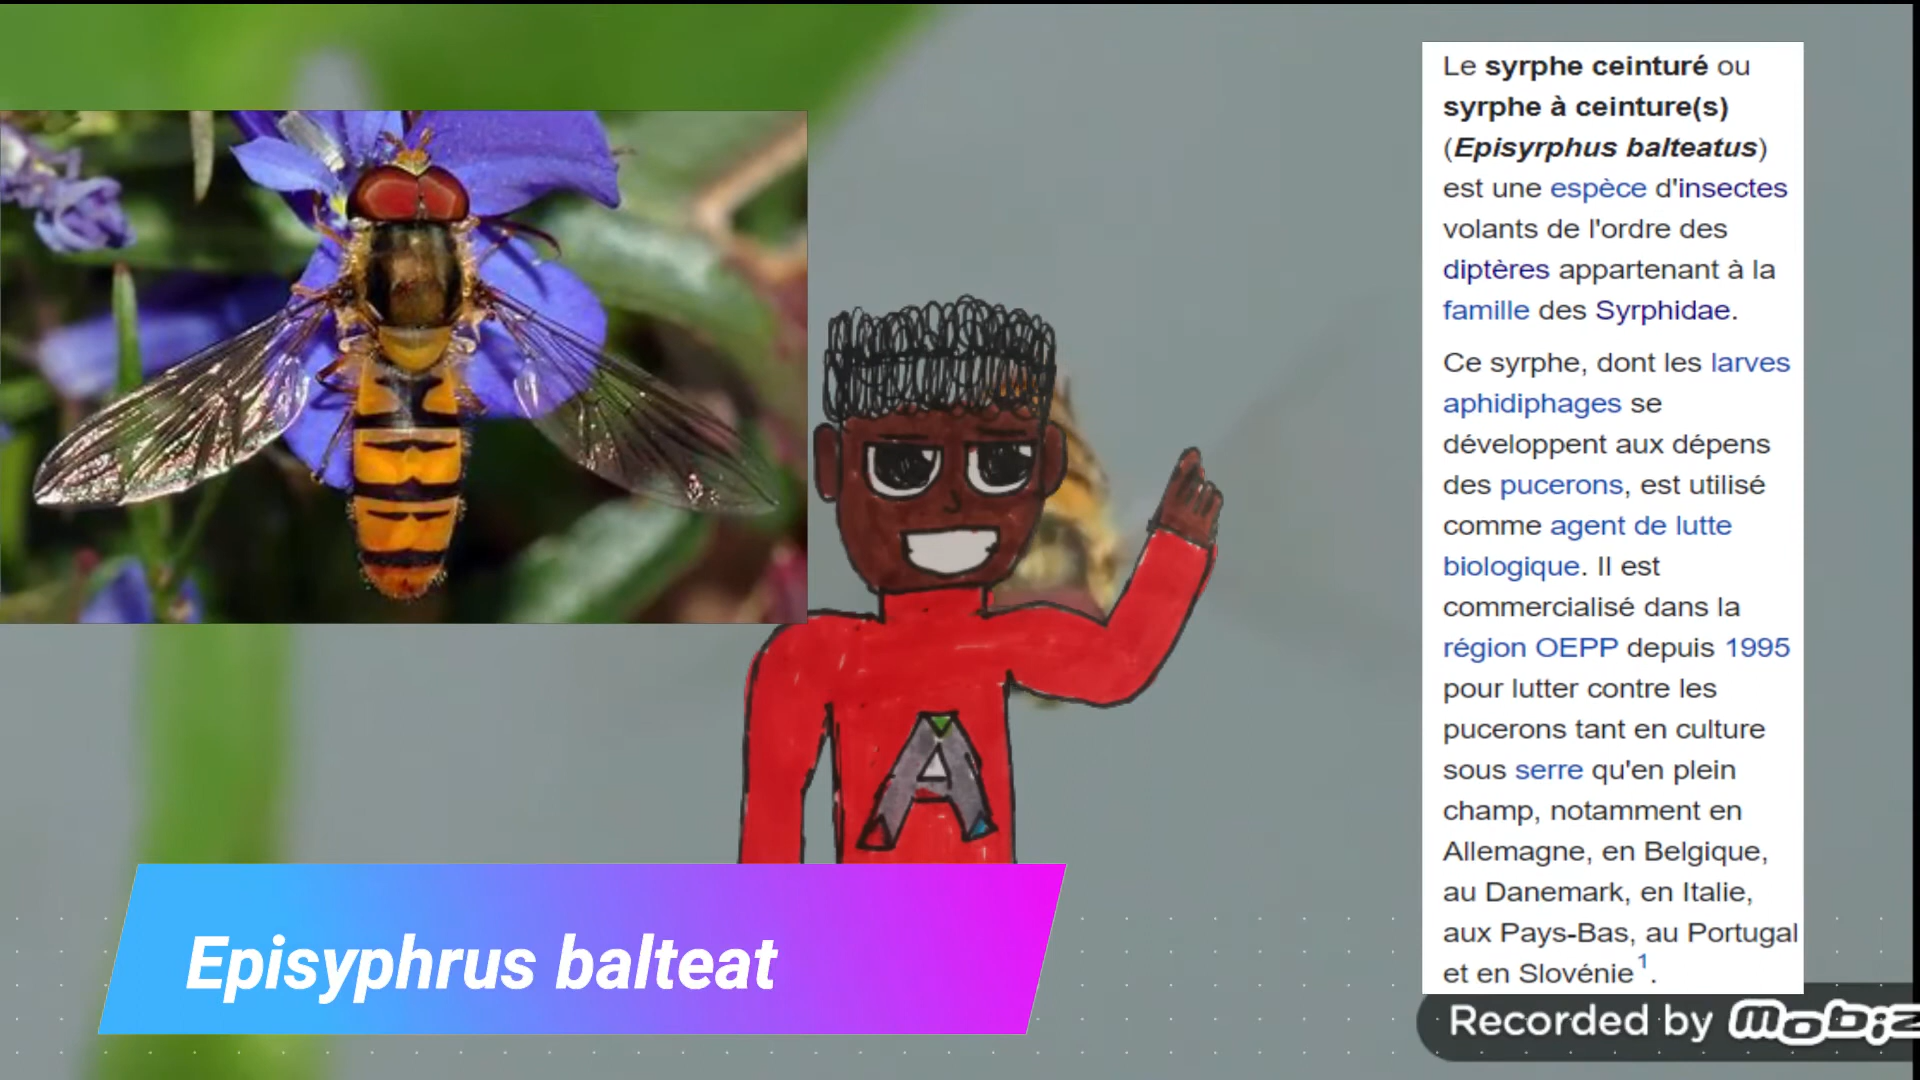 Le syrphe ceinturé ou
syrphe à ceinture(s)
(Episyrphus balteatus)
est une espèce d'insectes
volants de l'ordre des
diptères appartenant à la
famille des Syrphidae.
Ce syrphe, dont les larves
aphidiphages se
développent aux dépens
des pucerons, est utilisé
comme agent de lutte
biologique. Il est
commercialisé dans la
région OEPP depuis 1995
pour lutter contre les
pucerons tant en culture
sous serre qu'en plein
champ, notamment en
Allemagne, en Belgique,
au Danemark, en Italie,
aux Pays-Bas, au Portugal
et en Slovénie1.
A
Episyphrus balteat
Recorded by mobiz